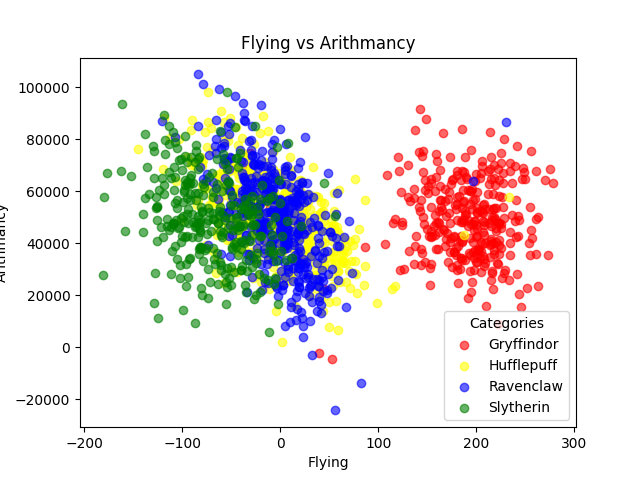 Flying vs Arithmancy
100000
80000
60000
40000
20000
0
−20000
Arithmancy
−200
−100
0
100
200
300
Flying
Categories
Gryffindor
Hufflepuff
Ravenclaw
Slytherin